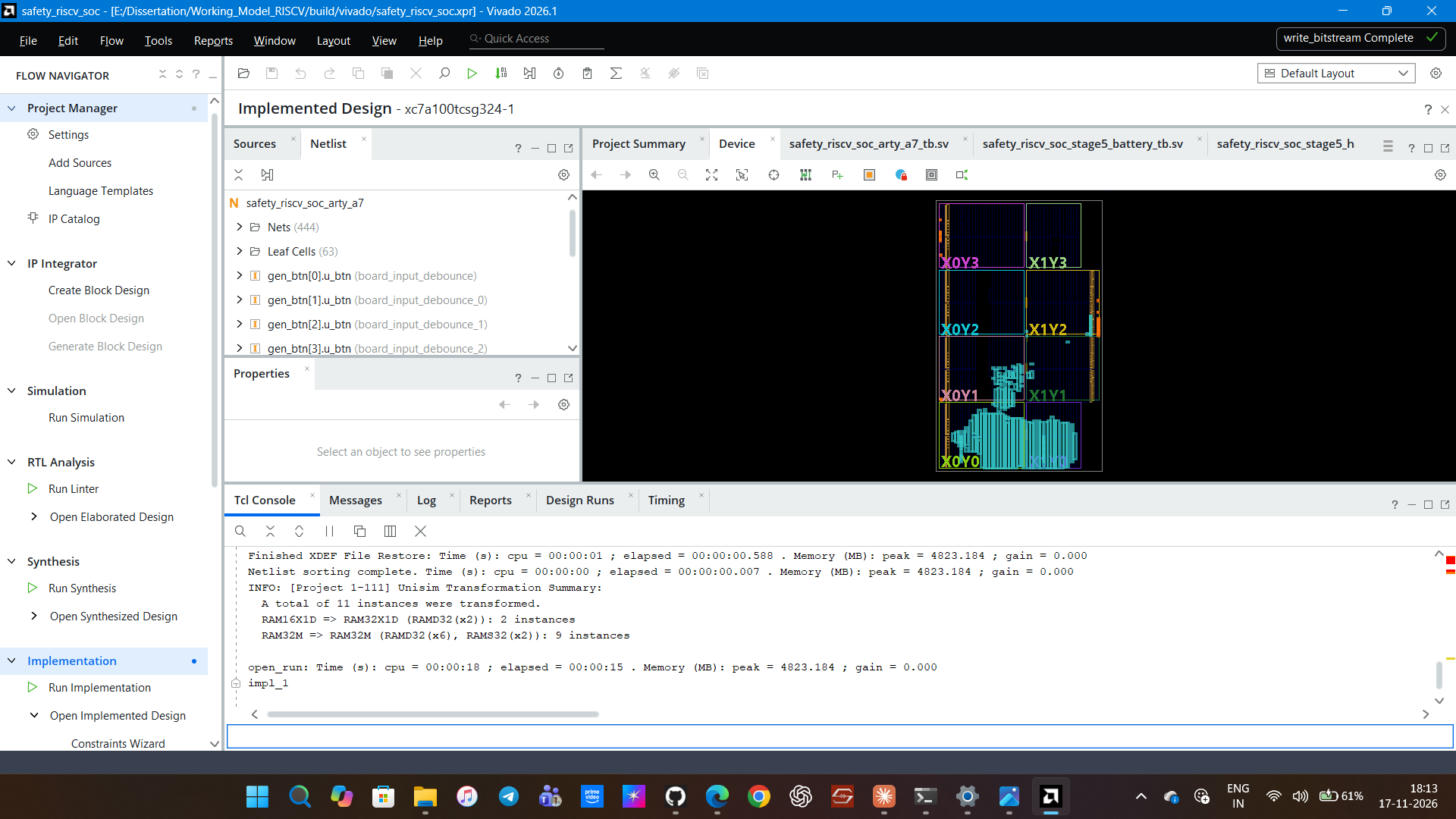 safety_riscv_soc - [E:/Dissertation/Working_Model_RISCV/build/vivado/safety_riscv_soc.xpr] - Vivado 2026.1
File Edit Flow Tools Reports Window Layout View Help Quick Access
write_bitstream Complete
FLOW NAVIGATOR
Default Layout
Project Manager
Settings
Add Sources
Language Templates
IP Catalog
IP Integrator
Create Block Design
Open Block Design
Generate Block Design
Simulation
Run Simulation
RTL Analysis
Run Linter
Open Elaborated Design
Synthesis
Run Synthesis
Open Synthesized Design
Implementation
Run Implementation
Open Implemented Design
Constraints Wizard
Implemented Design - xc7a100tcsg324-1
Sources Netlist
safety_riscv_soc_arty_a7
Nets (444)
Leaf Cells (63)
gen_btn[0].u_btn (board_input_debounce)
gen_btn[1].u_btn (board_input_debounce_0)
gen_btn[2].u_btn (board_input_debounce_1)
gen_btn[3].u_btn (board_input_debounce_2)
Properties
Select an object to see properties
Project Summary Device safety_riscv_soc_arty_a7_tb.sv safety_riscv_soc_stage5_battery_tb.sv safety_riscv_soc_stage5_h
X0Y3 X1Y3
X0Y2 X1Y2
X0Y1 X1Y1
X0Y0
Tcl Console Messages Log Reports Design Runs Timing
Finished XDEF File Restore: Time (s): cpu = 00:00:01 ; elapsed = 00:00:00.588 . Memory (MB): peak = 4823.184 ; gain = 0.000
Netlist sorting complete. Time (s): cpu = 00:00:00 ; elapsed = 00:00:00.007 . Memory (MB): peak = 4823.184 ; gain = 0.000
INFO: [Project 1-111] Unisim Transformation Summary:
A total of 11 instances were transformed.
RAM16X1D => RAM32X1D (RAMD32(x2)): 2 instances
RAM32M => RAM32M (RAMD32(x6), RAMS32(x2)): 9 instances
open_run: Time (s): cpu = 00:00:18 ; elapsed = 00:00:15 . Memory (MB): peak = 4823.184 ; gain = 0.000
impl_1
ENG
IN
61%
18:13
17-11-2026